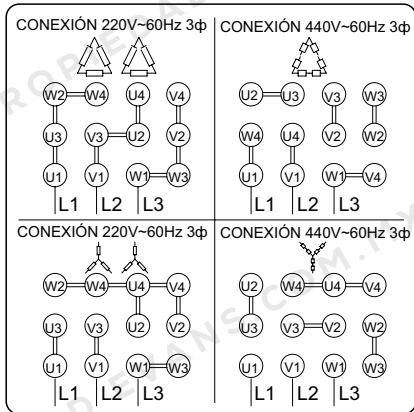 CONEXIÓN 220V~60Hz 3ф
W2 W4 U4 V4
U3 V3 U2 V2
U1 V1 W1 W3
L1 L2 L3
CONEXIÓN 440V~60Hz 3ф
U2 U3 V3 W3
W4 U4 V2 W2
U1 V1 W1 V4
L1 L2 L3
CONEXIÓN 220V~60Hz 3ф
W2 W4 U4 V4
U3 V3 U2 V2
U1 V1 W1 W3
L1 L2 L3
CONEXIÓN 440V~60Hz 3ф
U2 W4 U4 V4
U3 V3 V2 W2
U1 V1 W1 W3
L1 L2 L3